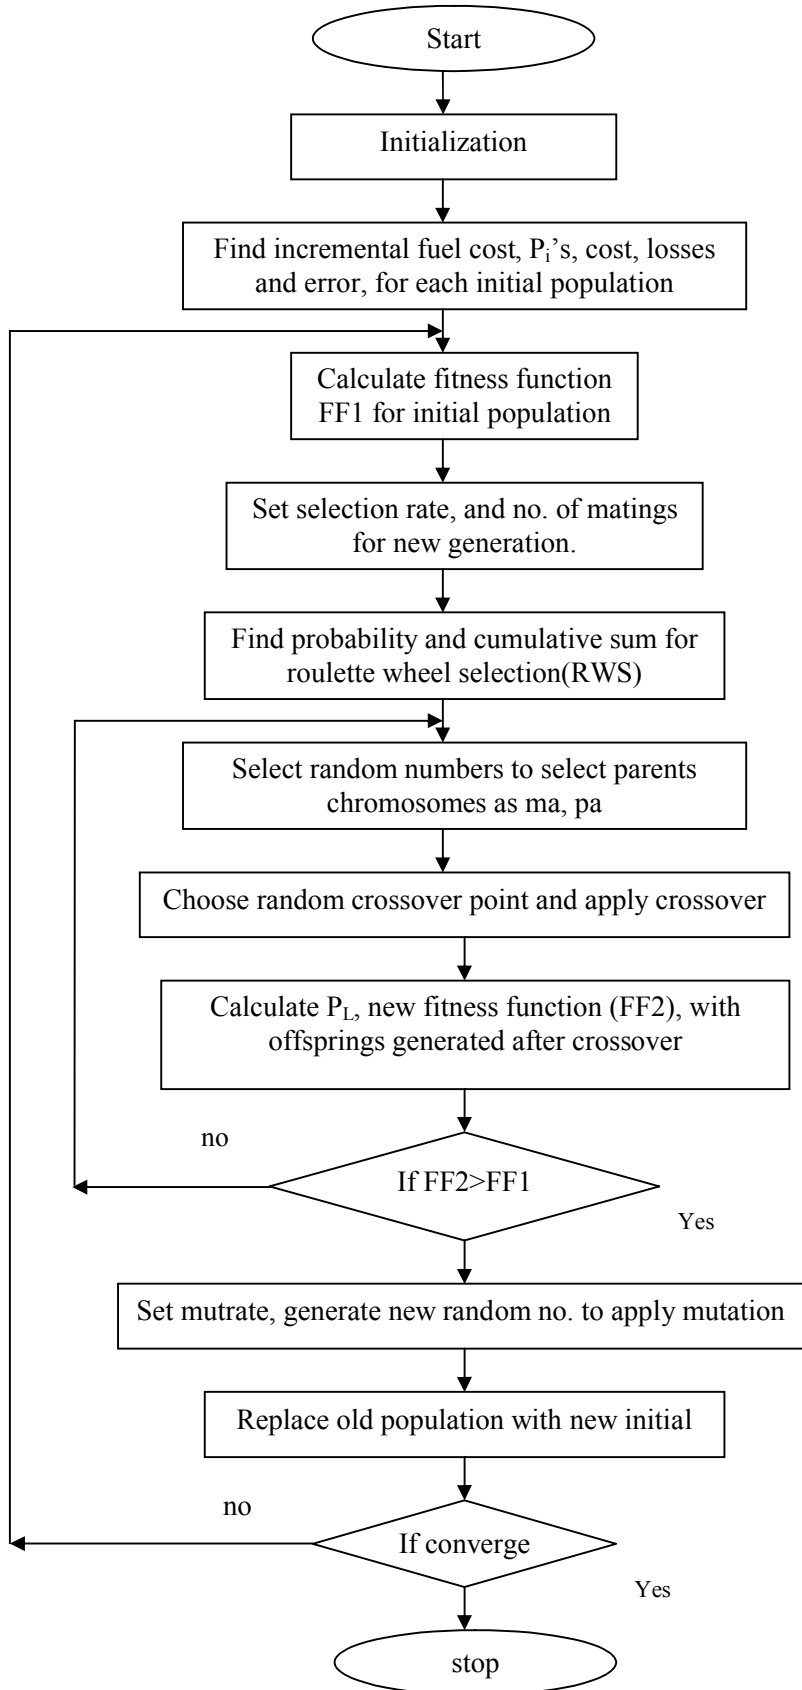 Start
Initialization
Find incremental fuel cost, Pi’s, cost, losses
and error, for each initial population
Calculate fitness function
FF1 for initial population
Set selection rate, and no. of matings
for new generation.
Find probability and cumulative sum for
roulette wheel selection(RWS)
Select random numbers to select parents
chromosomes as ma, pa
Choose random crossover point and apply crossover
Calculate PL, new fitness function (FF2), with
offsprings generated after crossover
no
If FF2>FF1
Yes
Set mutrate, generate new random no. to apply mutation
Replace old population with new initial
no
If converge
Yes
stop